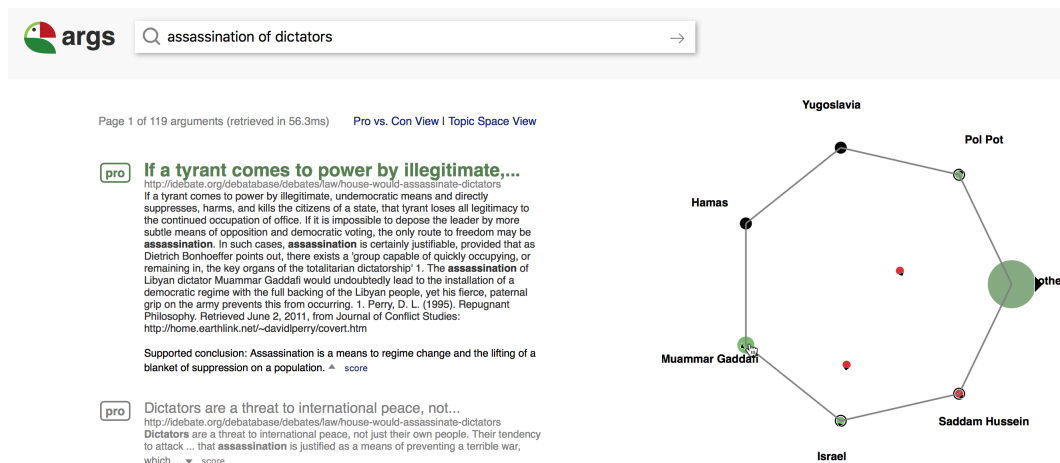 args
assassination of dictators
Page 1 of 119 arguments (retrieved in 56.3ms) Pro vs. Con View | Topic Space View
pro If a tyrant comes to power by illegitimate,...
http://idebate.org/debatabase/debates/law/house-would-assassinate-dictators
If a tyrant comes to power by illegitimate, undemocratic means and directly
suppresses, harms, and kills the citizens of a state, that tyrant loses all legitimacy to
the continued occupation of office. If it is impossible to depose the leader by more
subtle means of opposition and democratic voting, the only route to freedom may be
assassination. In such cases, assassination is certainly justifiable, provided that as
Dietrich Bonhoeffer points out, there exists a 'group capable of quickly occupying, or
remaining in, the key organs of the totalitarian dictatorship' 1. The assassination of
Libyan dictator Muammar Gaddafi would undoubtedly lead to the installation of a
democratic regime with the full backing of the Libyan people, yet his fierce, paternal
grip on the army prevents this from occurring. 1. Perry, D. L. (1995). Repugnant
Philosophy. Retrieved June 2, 2011, from Journal of Conflict Studies:
http://home.earthlink.net/~davidlperry/covert.htm
Supported conclusion: Assassination is a means to regime change and the lifting of a
blanket of suppression on a population. score
pro Dictators are a threat to international peace, not...
http://idebate.org/debatabase/debates/law/house-would-assassinate-dictators
Dictators are a threat to international peace, not just their own people. Their tendency
to attack ... that assassination is justified as a means of preventing a terrible war,
which ... score
Yugoslavia
Pol Pot
Hamas
othe
Muammar Gaddafi
Saddam Hussein
Israel